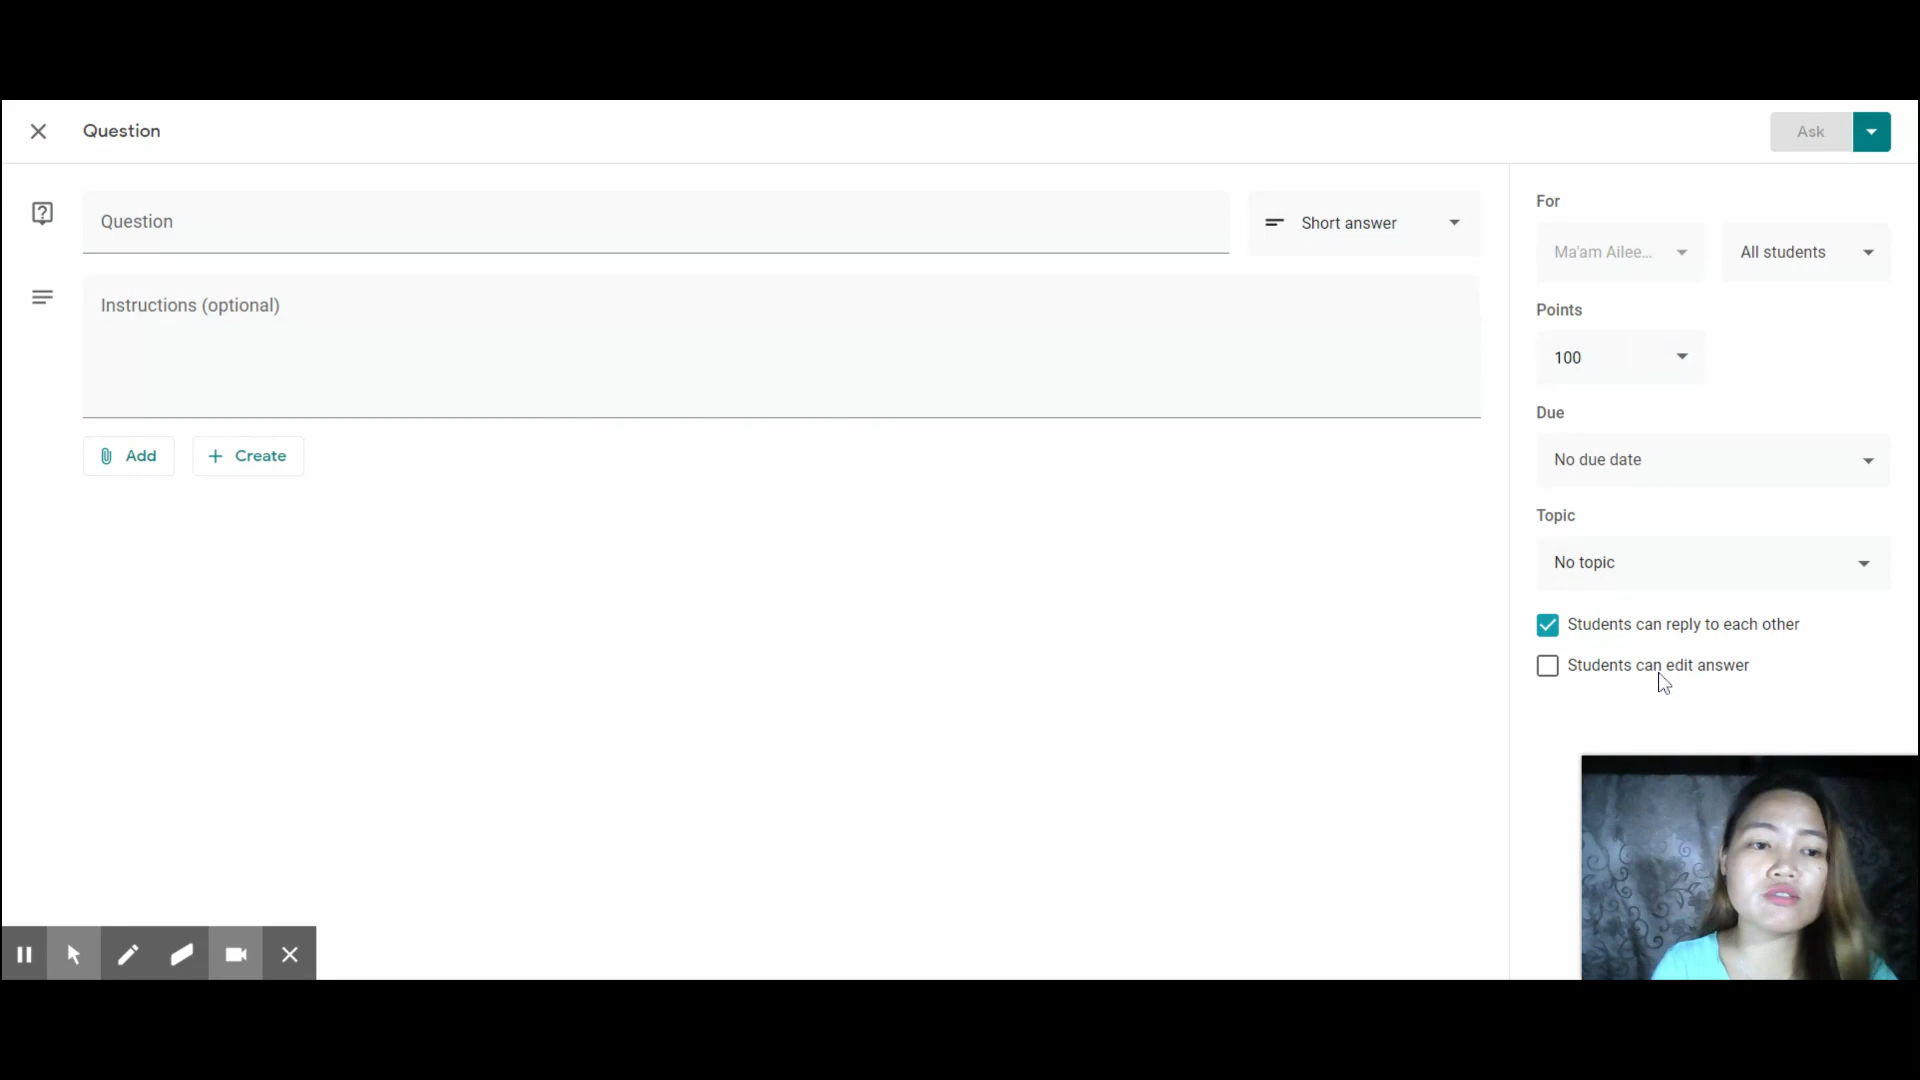 Question
Ask
Question
Short answer
Instructions (optional)
Add
Create
For
Ma'am Ailee...
All students
Points
100
Due
No due date
Topic
No topic
Students can reply to each other
Students can edit answer